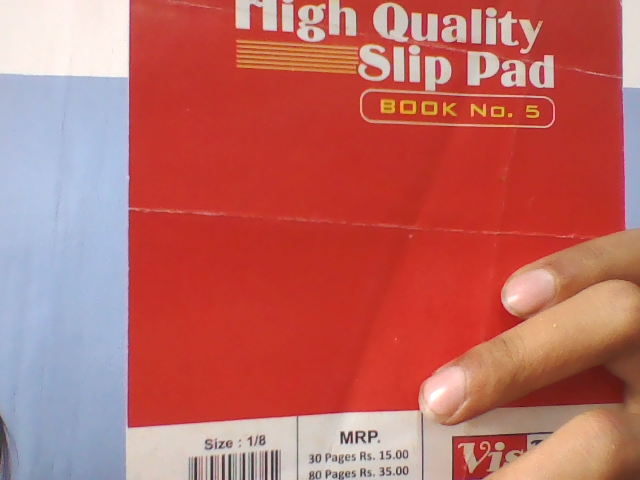 High Quality
Slip Pad
BOOK No. 5
Size : 1/8
MRP.
30 Pages Rs. 15.00
80 Pages Rs. 35.00